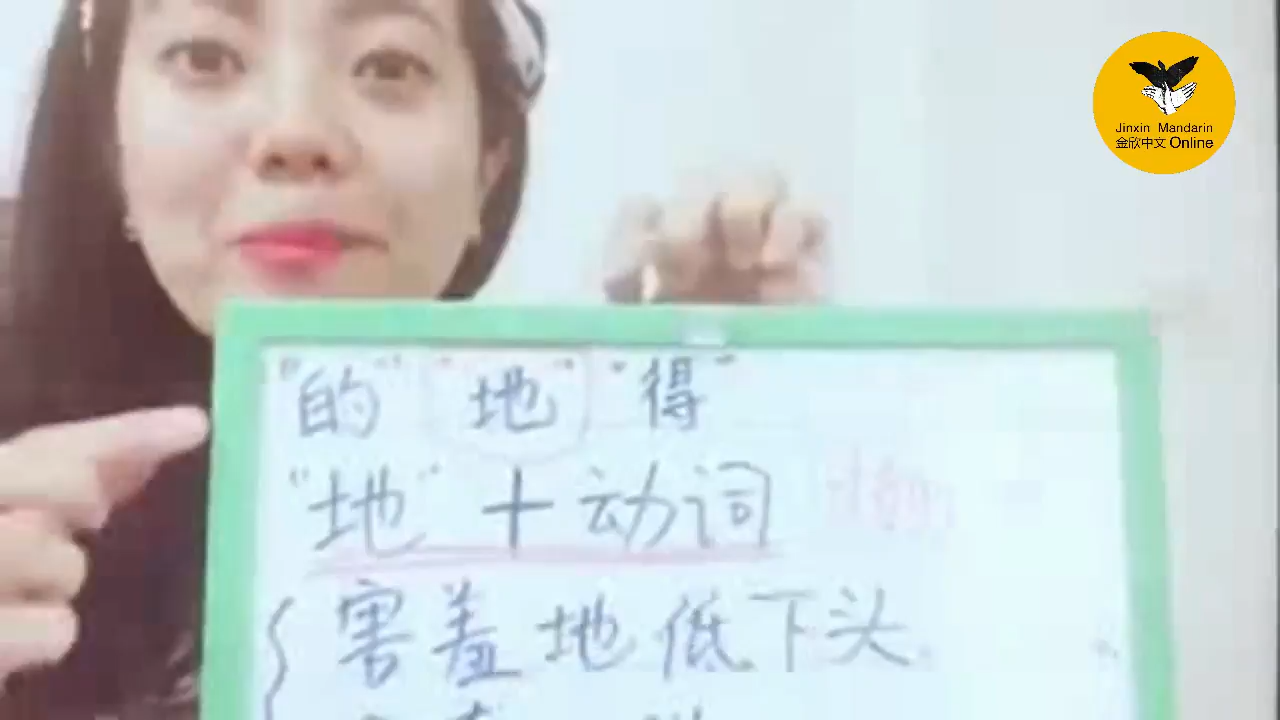 "的" "地" "得"
"地" + 动词
害羞地低下头
Jinxin Mandarin
金欣中文 Online